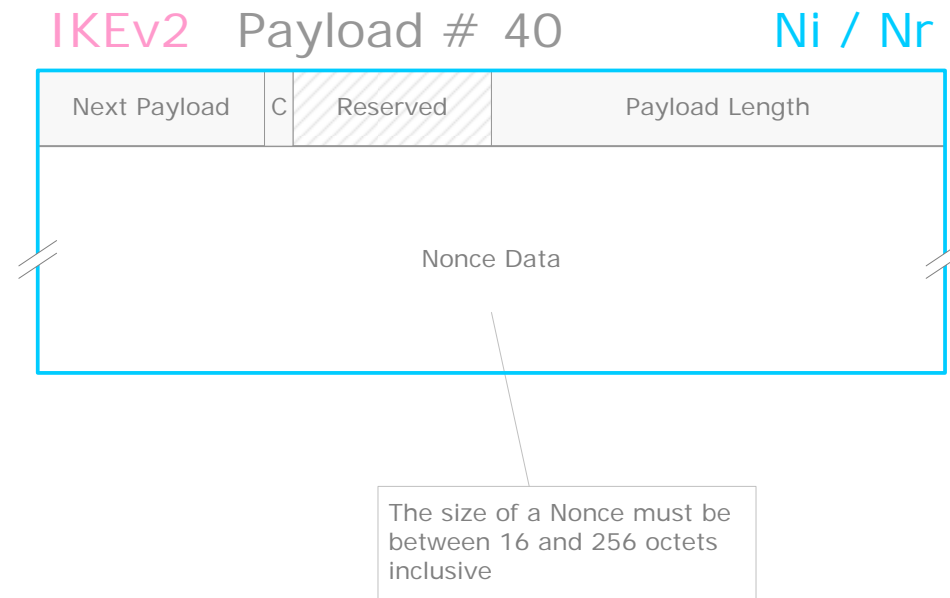 IKEv2 Payload # 40 Ni / Nr
Next Payload C Reserved Payload Length
Nonce Data
The size of a Nonce must be
between 16 and 256 octets
inclusive